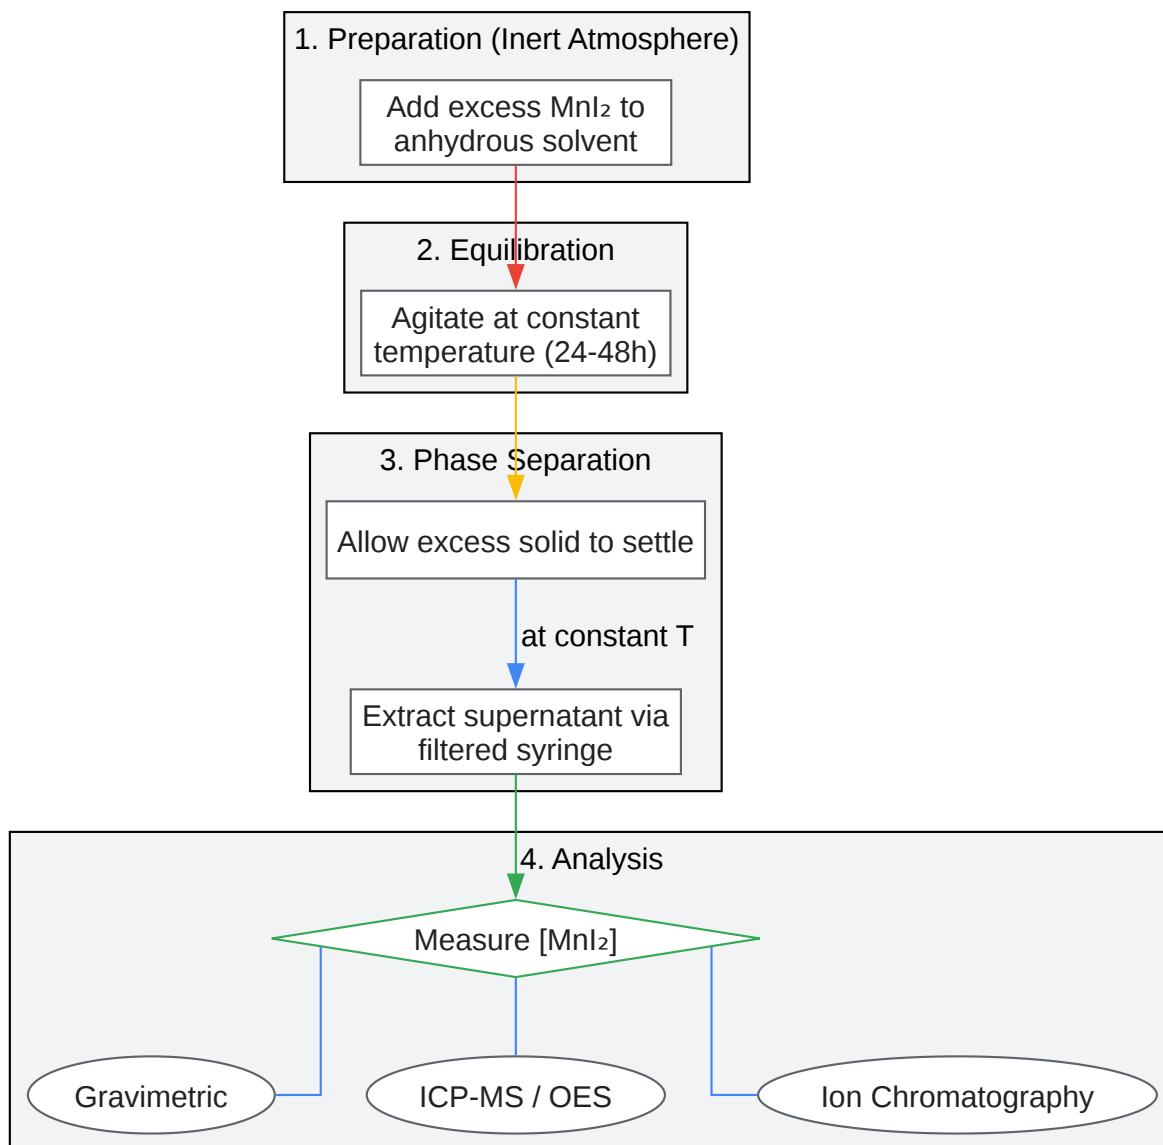 1. Preparation (Inert Atmosphere)
Add excess MnI₂ to
anhydrous solvent
2. Equilibration
Agitate at constant
temperature (24-48h)
3. Phase Separation
Allow excess solid to settle
at constant T
Extract supernatant via
filtered syringe
4. Analysis
Measure [MnI₂]
Gravimetric
ICP-MS / OES
Ion Chromatography